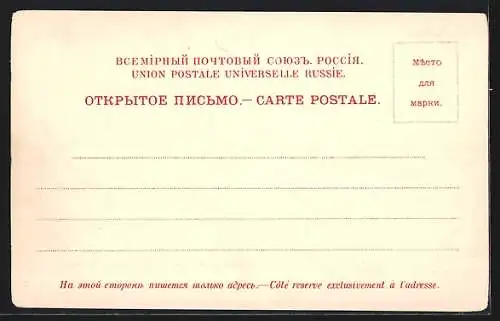 ВСЕМІРНЫЙ ПОЧТОВЫЙ СОЮЗЪ. РОССІЯ.
UNION POSTALE UNIVERSELLE RUSSIE.
ОТКРЫТОЕ ПИСЬМО.— CARTE POSTALE.
Мѣсто
для
марки.
На этой сторонѣ пишется только адресъ.—Côté reserve exclusivement à l'adresse.